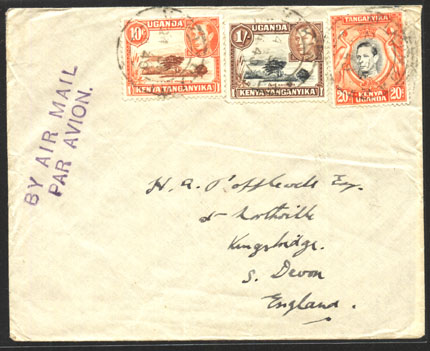 10c
UGANDA
KENYA TANGANYIKA
1/-
UGANDA
KENYA TANGANYIKA
TANGANYIKA
20c
KENYA
UGANDA
20c
BY AIR MAIL
PAR AVION.
H. A.
Esq.
Kingsbridge.
S. Devon
England.